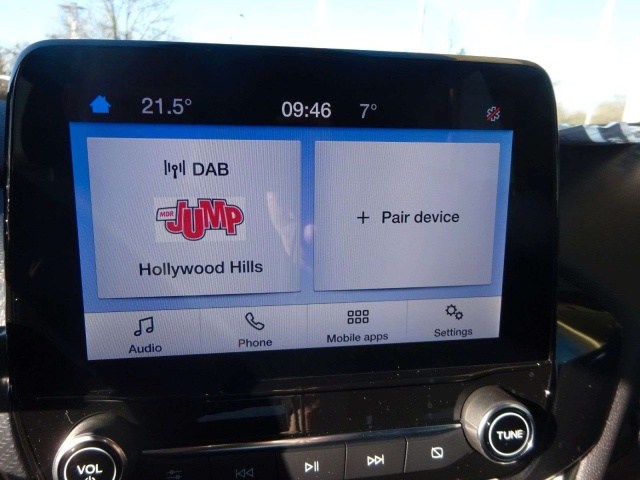 21.5° 09:46 7°
DAB
MDR JUMP
Hollywood Hills
+ Pair device
Audio Phone Mobile apps Settings
VOL TUNE